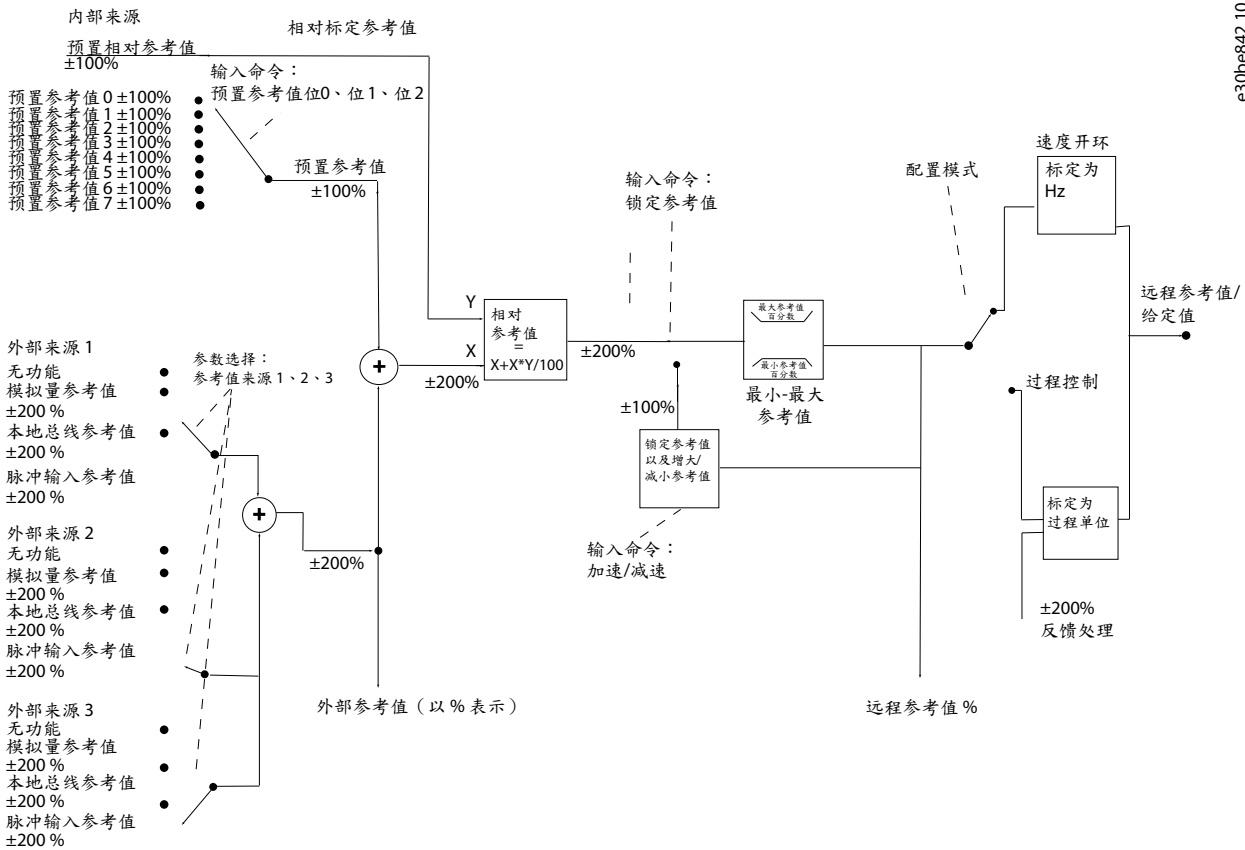 内部来源
预置相对参考值
±100%
相对标定参考值
输入命令：
预置参考值位0、位1、位2
预置参考值0 ±100%
预置参考值1 ±100%
预置参考值2 ±100%
预置参考值3 ±100%
预置参考值4 ±100%
预置参考值5 ±100%
预置参考值6 ±100%
预置参考值7 ±100%
预置参考值
±100%
外部来源1
无功能
模拟量参考值
±200 %
本地总线参考值
±200 %
脉冲输入参考值
±200 %
参数选择：
参考值来源1、2、3
外部来源2
无功能
模拟量参考值
±200 %
本地总线参考值
±200 %
脉冲输入参考值
±200 %
外部来源3
无功能
模拟量参考值
±200 %
本地总线参考值
±200 %
脉冲输入参考值
±200 %
+
±200%
+
外部参考值（以 % 表示）
Y
X
±200%
相对
参考值
=
X+X*Y/100
±200%
输入命令：
锁定参考值
±100%
锁定参考值
以及增大/
减小参考值
输入命令：
加速/减速
最大参考值
百分数
最小参考值
百分数
最小-最大
参考值
远程参考值 %
配置模式
速度开环
标定为
Hz
过程控制
标定为
过程单位
±200%
反馈处理
远程参考值/
给定值
e30be842.10